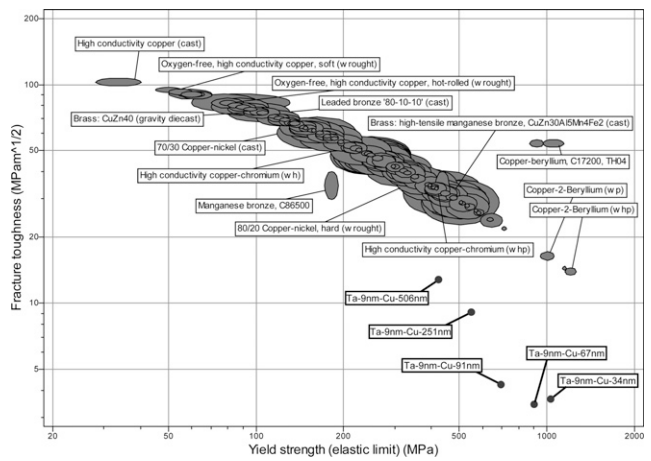 200
High conductivity copper (cast)
Oxygen-free, high conductivity copper, soft (wrought)
100
Oxygen-free, high conductivity copper, hot-rolled (wrought)
Leaded bronze '80-10-10' (cast)
Brass: CuZn40 (gravity diecast)
Brass: high-tensile manganese bronze, CuZn30Al5Mn4Fe2 (cast)
70/30 Copper-nickel (cast)
50
Copper-beryllium, C17200, TH04
High conductivity copper-chromium (wh)
Copper-2-Beryllium (wp)
Manganese bronze, C86500
Copper-2-Beryllium (whp)
80/20 Copper-nickel, hard (wrought)
20
High conductivity copper-chromium (whp)
Fracture toughness (MPam^1/2)
10
Ta-9nm-Cu-506nm
Ta-9nm-Cu-251nm
Ta-9nm-Cu-67nm
5
Ta-9nm-Cu-91nm
Ta-9nm-Cu-34nm
20 50 100 200 500 1000 2000
Yield strength (elastic limit) (MPa)